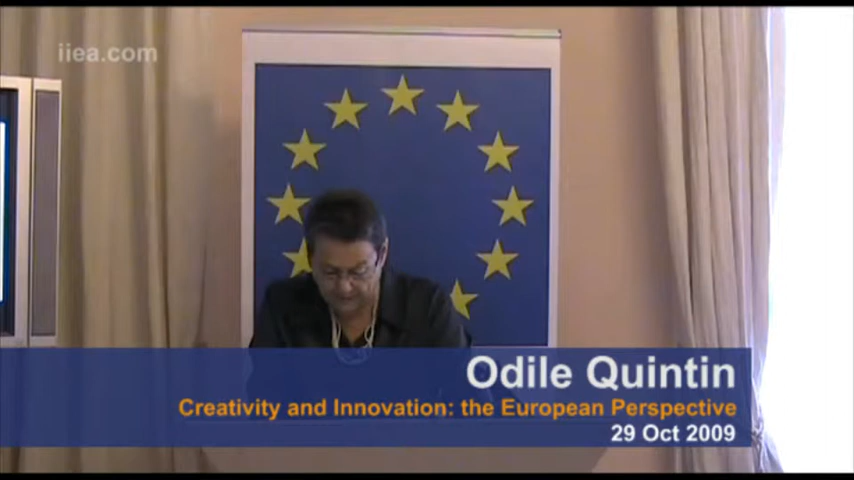 iiea.com
Odile Quintin
Creativity and Innovation: the European Perspective
29 Oct 2009